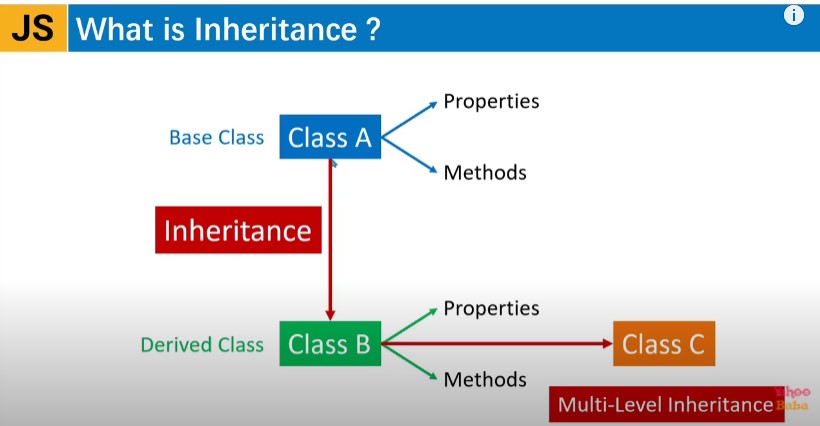 JS What is Inheritance ?
i
Properties
Base Class Class A
Methods
Inheritance
Properties
Derived Class Class B Class C
Methods
Multi-Level Inheritance
Yahoo
Baba